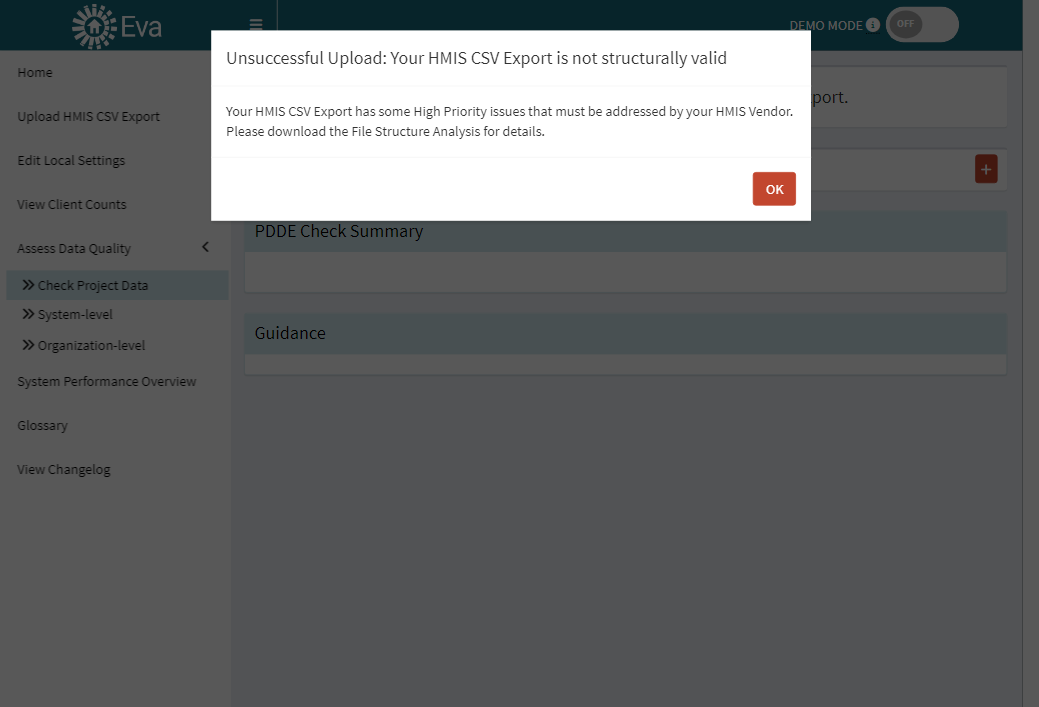 Eva
DEMO MODE
OFF
Unsuccessful Upload: Your HMIS CSV Export is not structurally valid
Your HMIS CSV Export has some High Priority issues that must be addressed by your HMIS Vendor.
Please download the File Structure Analysis for details.
OK
port.
Home
Upload HMIS CSV Export
Edit Local Settings
View Client Counts
Assess Data Quality
Check Project Data
System-level
Organization-level
System Performance Overview
Glossary
View Changelog
PDDE Check Summary
Guidance